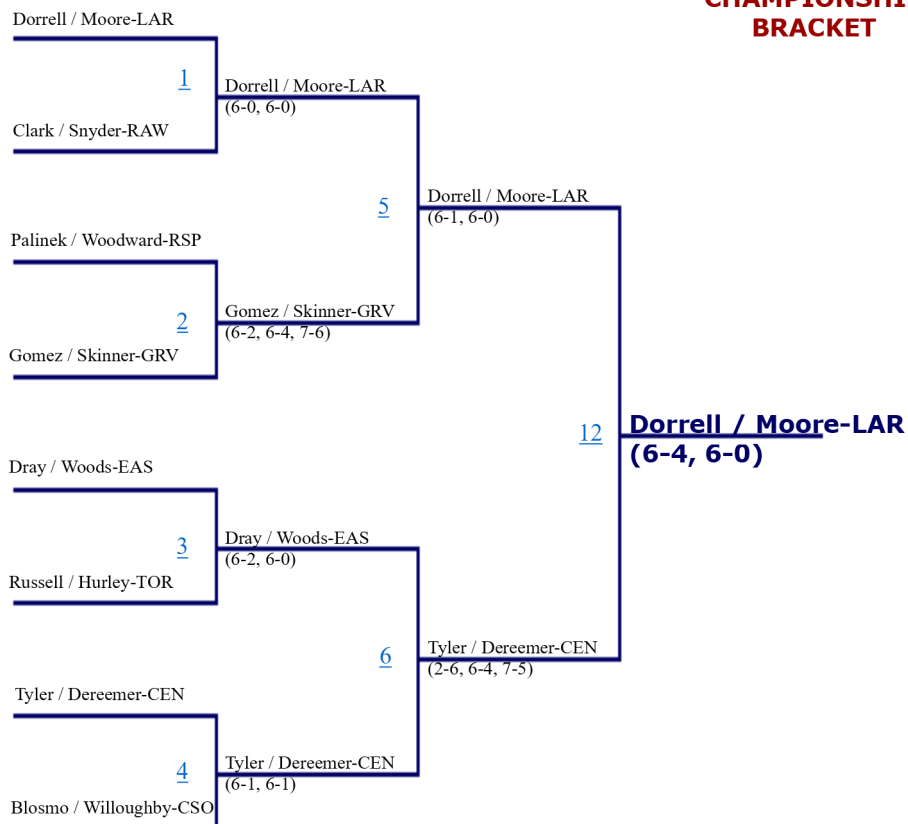 CHAMPIONSHI
BRACKET
Dorrell / Moore-LAR
1
Dorrell / Moore-LAR
(6-0, 6-0)
Clark / Snyder-RAW
5
Dorrell / Moore-LAR
(6-1, 6-0)
Palinek / Woodward-RSP
2
Gomez / Skinner-GRV
(6-2, 6-4, 7-6)
Gomez / Skinner-GRV
12
Dorrell / Moore-LAR
(6-4, 6-0)
Dray / Woods-EAS
3
Dray / Woods-EAS
(6-2, 6-0)
Russell / Hurley-TOR
6
Tyler / Dereemer-CEN
(2-6, 6-4, 7-5)
Tyler / Dereemer-CEN
4
Tyler / Dereemer-CEN
(6-1, 6-1)
Blosmo / Willoughby-CSO